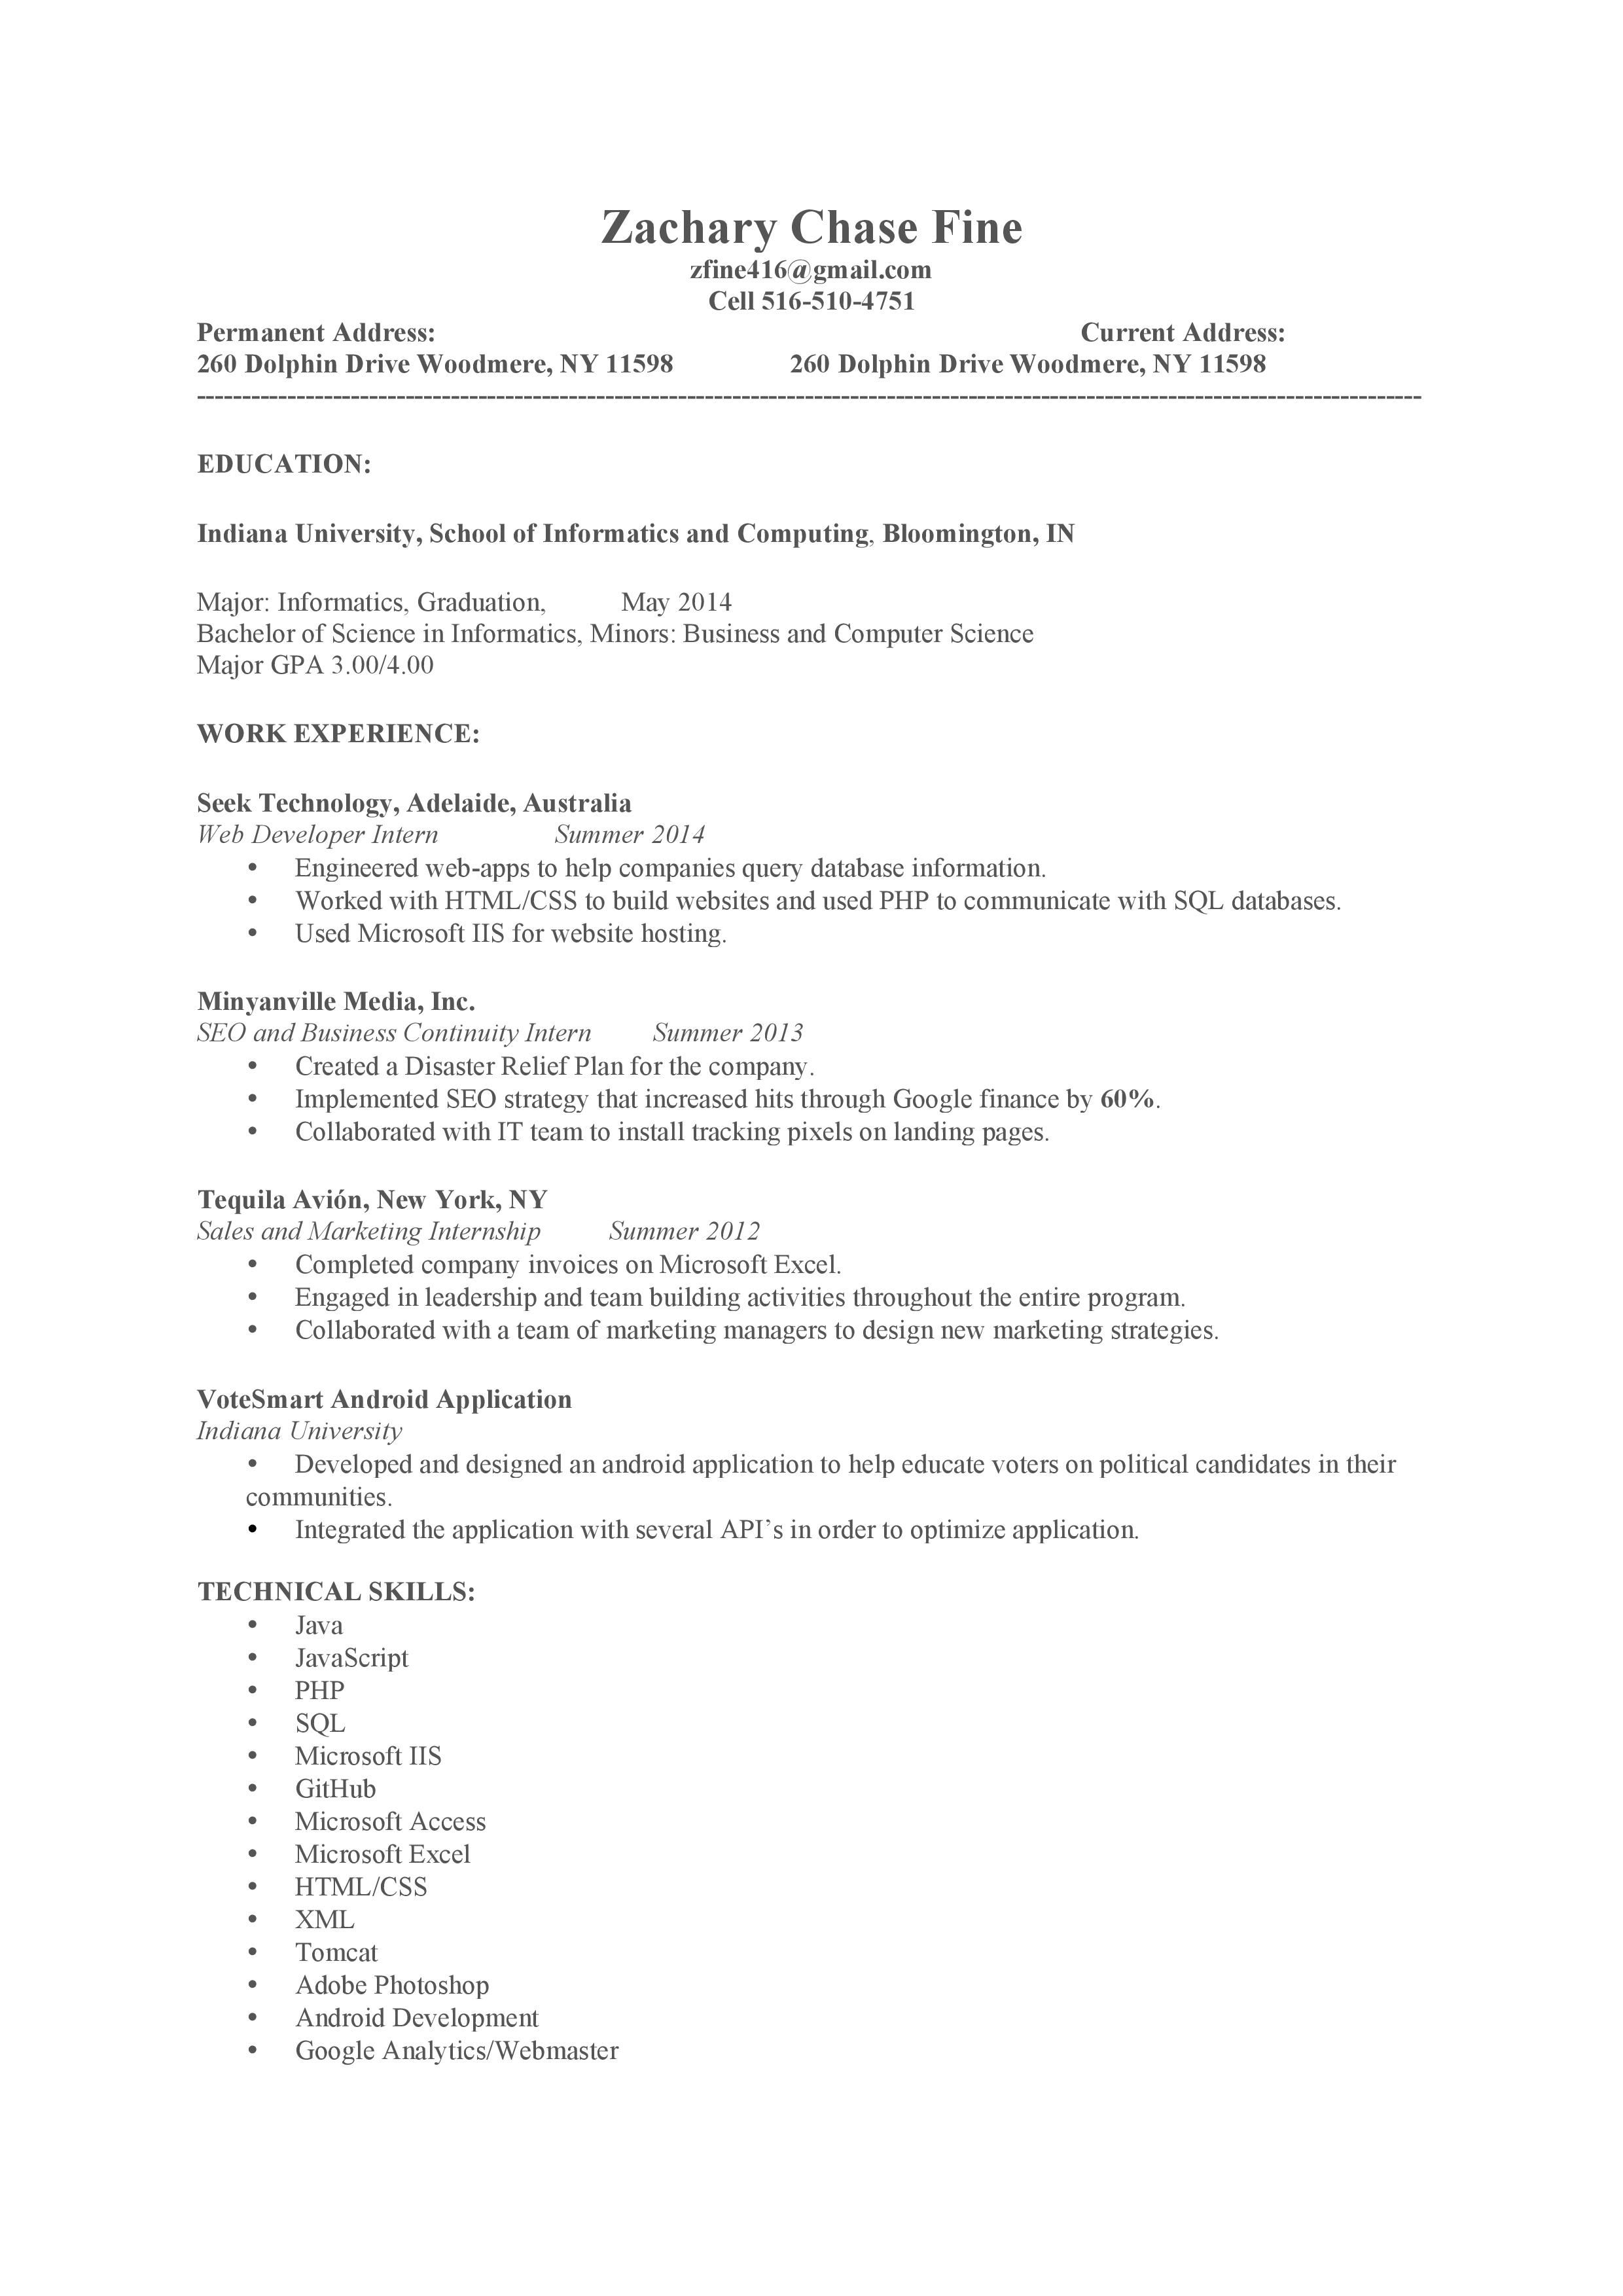 Zachary Chase Fine
zfine416@gmail.com
Cell 516-510-4751
Permanent Address: Current Address:
260 Dolphin Drive Woodmere, NY 11598 260 Dolphin Drive Woodmere, NY 11598
----------------------------------------------------------------------------------------------------------------------------------------
EDUCATION:
Indiana University, School of Informatics and Computing, Bloomington, IN
Major: Informatics, Graduation, May 2014
Bachelor of Science in Informatics, Minors: Business and Computer Science
Major GPA 3.00/4.00
WORK EXPERIENCE:
Seek Technology, Adelaide, Australia
Web Developer Intern Summer 2014
• Engineered web-apps to help companies query database information.
• Worked with HTML/CSS to build websites and used PHP to communicate with SQL databases.
• Used Microsoft IIS for website hosting.
Minyanville Media, Inc.
SEO and Business Continuity Intern Summer 2013
• Created a Disaster Relief Plan for the company.
• Implemented SEO strategy that increased hits through Google finance by 60%.
• Collaborated with IT team to install tracking pixels on landing pages.
Tequila Avión, New York, NY
Sales and Marketing Internship Summer 2012
• Completed company invoices on Microsoft Excel.
• Engaged in leadership and team building activities throughout the entire program.
• Collaborated with a team of marketing managers to design new marketing strategies.
VoteSmart Android Application
Indiana University
• Developed and designed an android application to help educate voters on political candidates in their
communities.
• Integrated the application with several API’s in order to optimize application.
TECHNICAL SKILLS:
• Java
• JavaScript
• PHP
• SQL
• Microsoft IIS
• GitHub
• Microsoft Access
• Microsoft Excel
• HTML/CSS
• XML
• Tomcat
• Adobe Photoshop
• Android Development
• Google Analytics/Webmaster